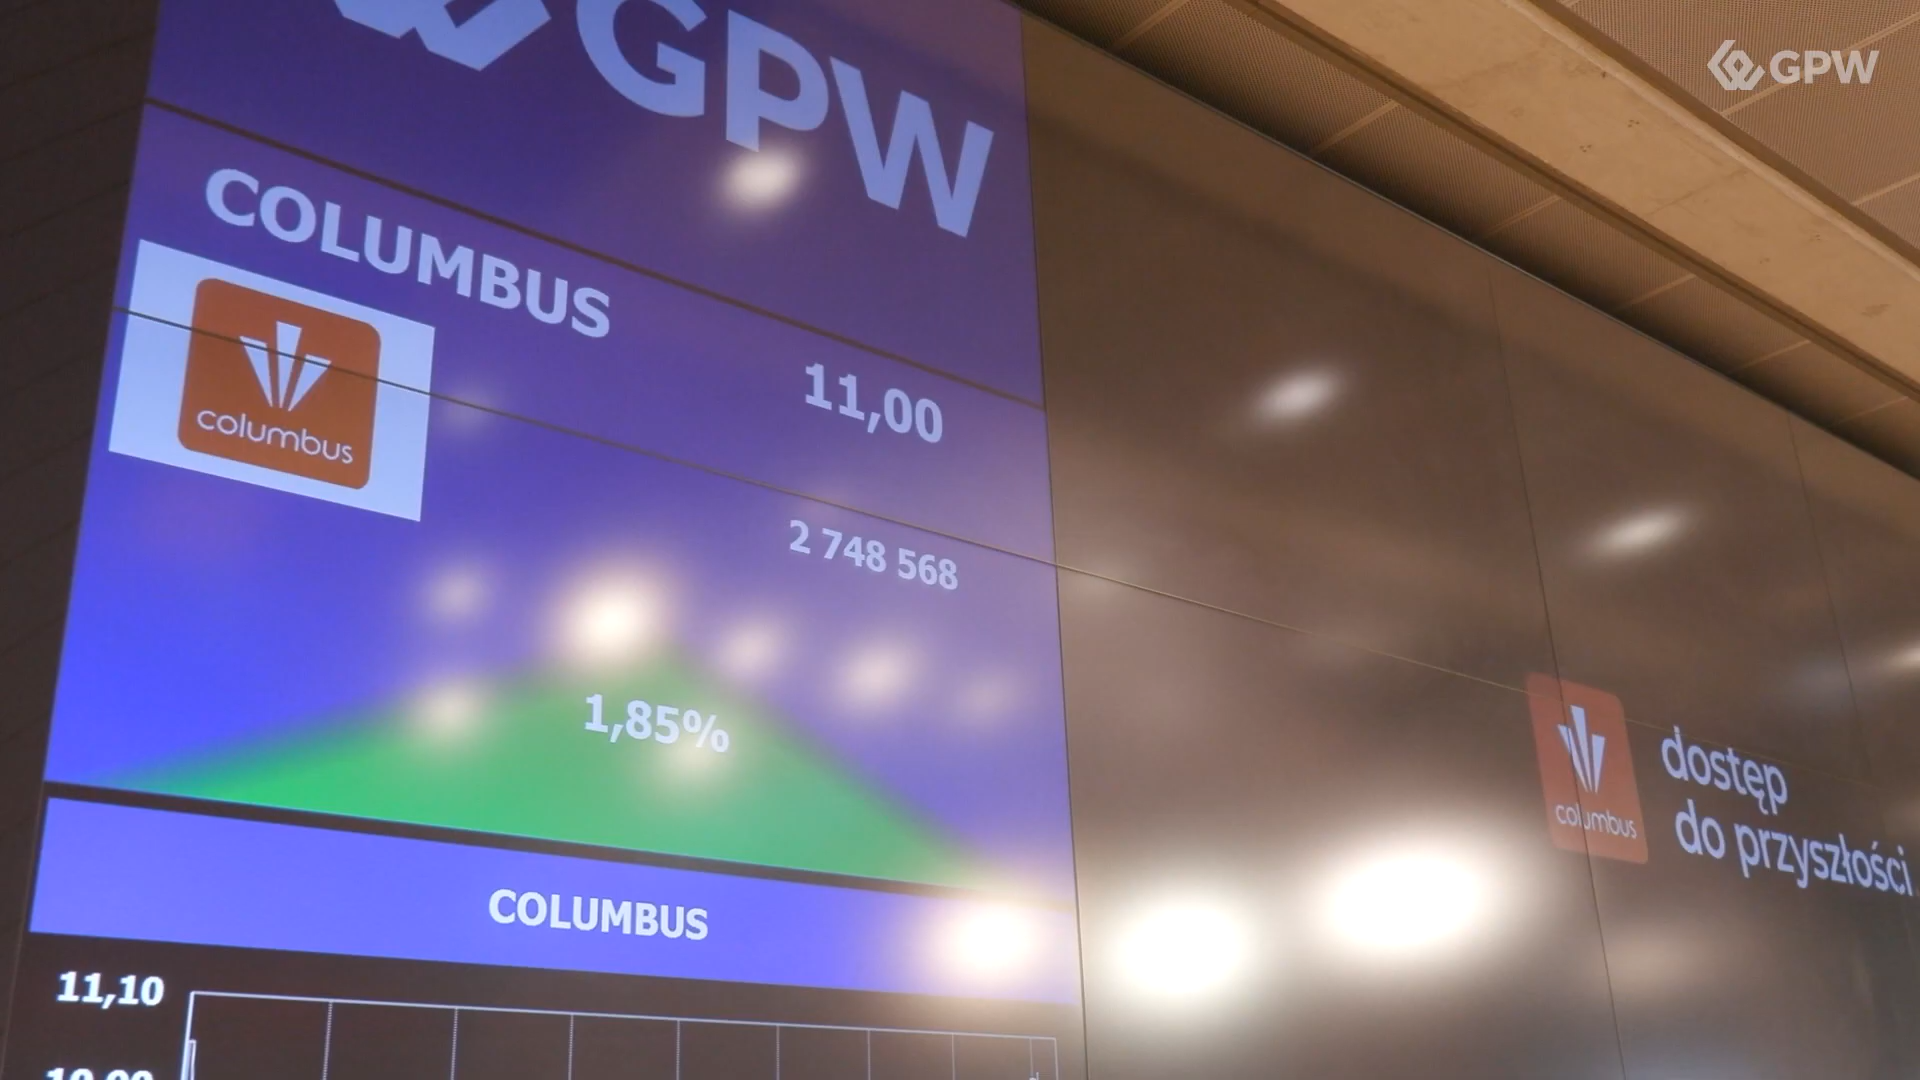 GPW
GPW
COLUMBUS
columbus
11,00
2 748 568
1,85%
COLUMBUS
11,10
columbus
dostęp
do przyszłości